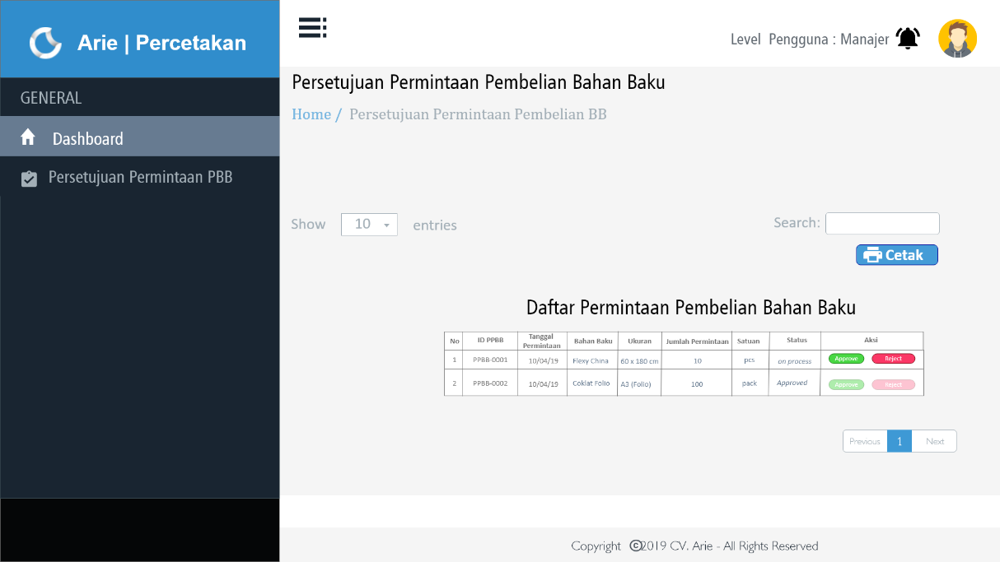 Arie | Percetakan
Level Pengguna : Manajer
GENERAL
Dashboard
Persetujuan Permintaan PBB
Persetujuan Permintaan Pembelian Bahan Baku
Home / Persetujuan Permintaan Pembelian BB
Show 10 entries
Search:
Cetak
Daftar Permintaan Pembelian Bahan Baku
No ID PPBB Tanggal Permintaan Bahan Baku Ukuran Jumlah Permintaan Satuan Status Aksi
1 PPBB-0001 10/04/19 Flexy China 60 x 180 cm 10 pcs on process Approve Reject
2 PPBB-0002 10/04/19 Coklat Folio A3 (Folio) 100 pack Approved Approve Reject
Previous 1 Next
Copyright ©2019 CV. Arie - All Rights Reserved